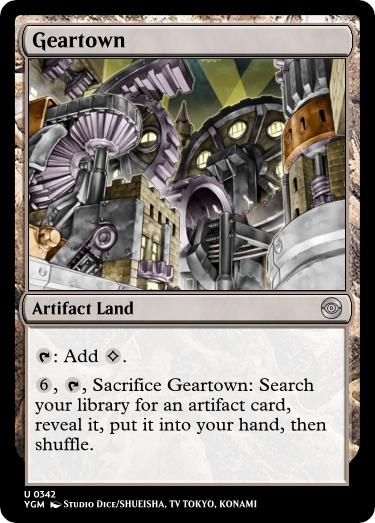 Geartown
Artifact Land
: Add .
6, , Sacrifice Geartown: Search
your library for an artifact card,
reveal it, put it into your hand, then
shuffle.
U 0342
YGM Studio Dice/SHUEISHA, TV TOKYO, KONAMI